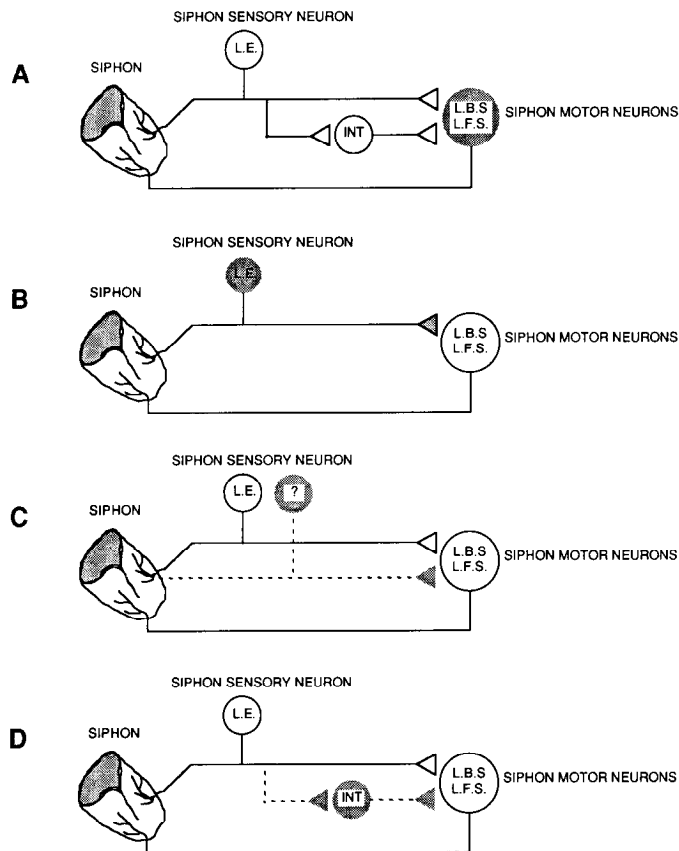 SIPHON SENSORY NEURON
A
SIPHON
L.E.
L.B.S
L.F.S.
SIPHON MOTOR NEURONS
INT
SIPHON SENSORY NEURON
B
SIPHON
L.E.
L.B.S
L.F.S.
SIPHON MOTOR NEURONS
SIPHON SENSORY NEURON
C
SIPHON
L.E.
?
L.B.S
L.F.S.
SIPHON MOTOR NEURONS
SIPHON SENSORY NEURON
D
SIPHON
L.E.
L.B.S
L.F.S.
SIPHON MOTOR NEURONS
INT